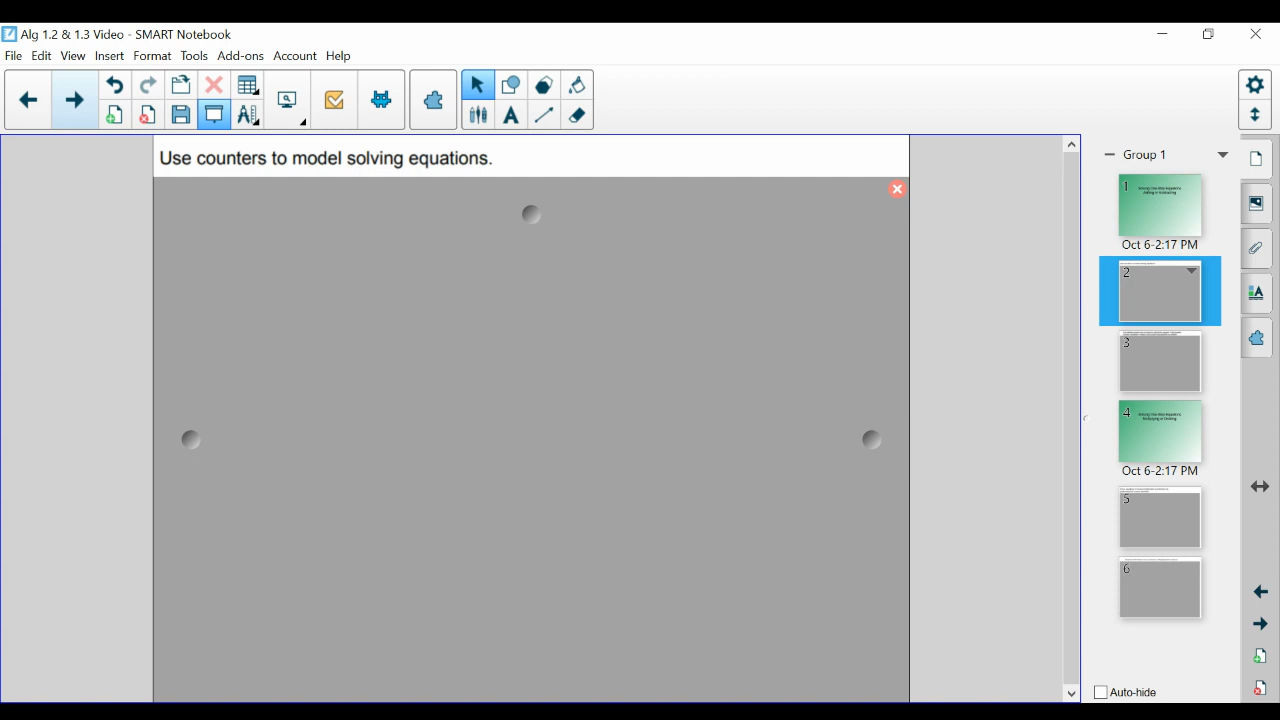 Alg 1.2 & 1.3 Video - SMART Notebook
File Edit View Insert Format Tools Add-ons Account Help
Use counters to model solving equations.
Group 1
1
Oct 6-2:17 PM
2
3
4
Oct 6-2:17 PM
5
6
Auto-hide